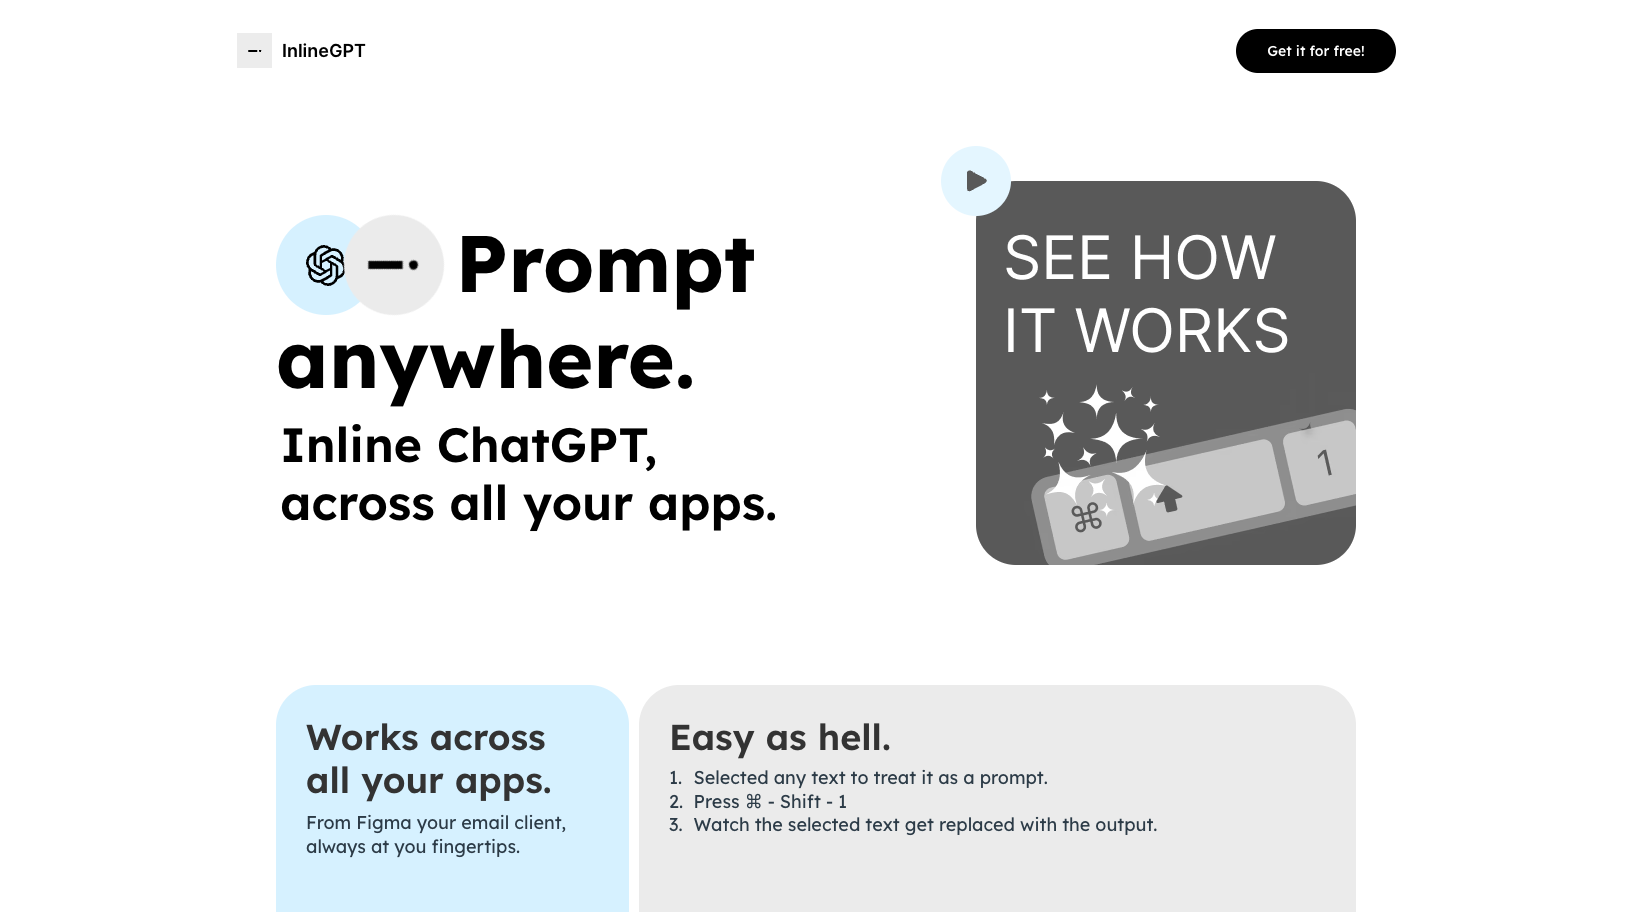 InlineGPT
Get it for free!
Prompt
anywhere.
Inline ChatGPT,
across all your apps.
SEE HOW
IT WORKS
⌘
1
Works across
all your apps.
From Figma your email client,
always at you fingertips.
Easy as hell.
1. Selected any text to treat it as a prompt.
2. Press ⌘ - Shift - 1
3. Watch the selected text get replaced with the output.